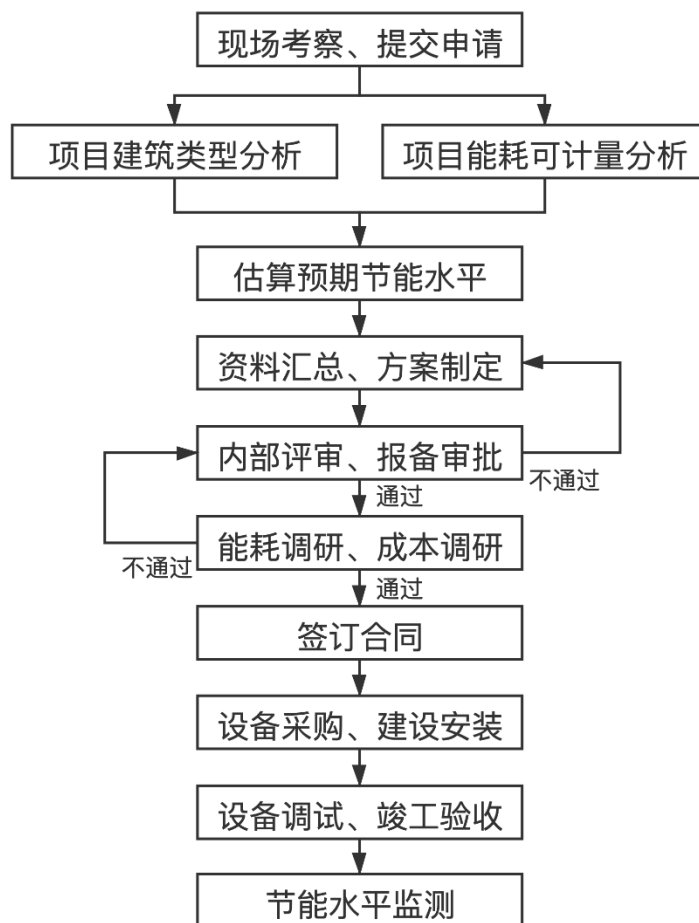 现场考察、提交申请
项目建筑类型分析
项目能耗可计量分析
估算预期节能水平
资料汇总、方案制定
内部评审、报备审批
不通过
通过
能耗调研、成本调研
不通过
通过
签订合同
设备采购、建设安装
设备调试、竣工验收
节能水平监测